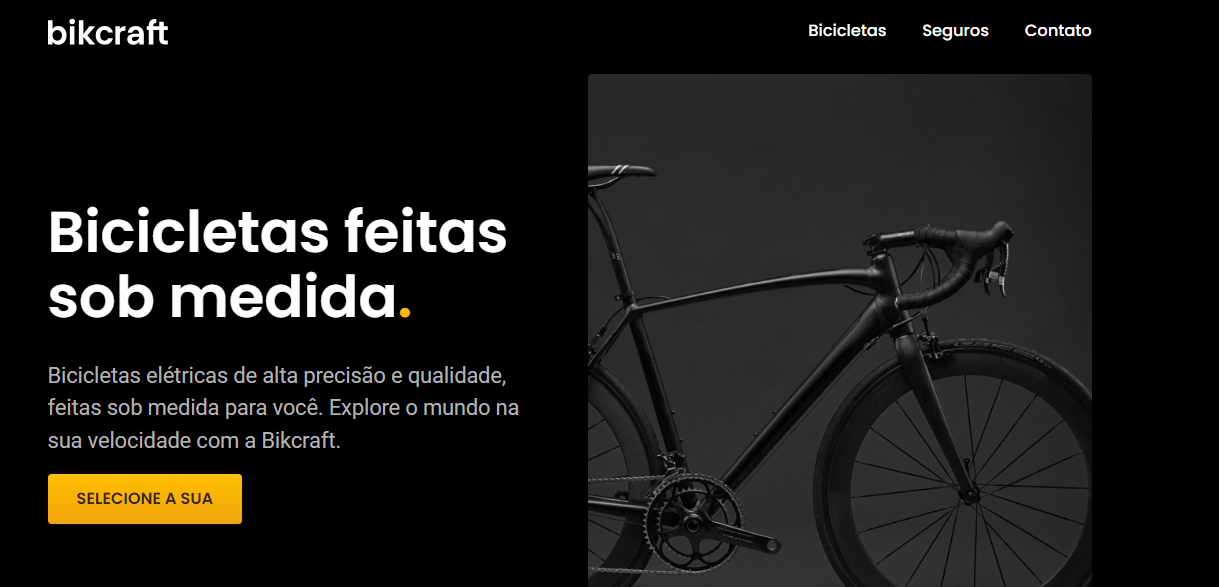 bikcraft
Bicicletas Seguros Contato
Bicicletas feitas
sob medida.
Bicicletas elétricas de alta precisão e qualidade,
feitas sob medida para você. Explore o mundo na
sua velocidade com a Bikcraft.
SELECIONE A SUA